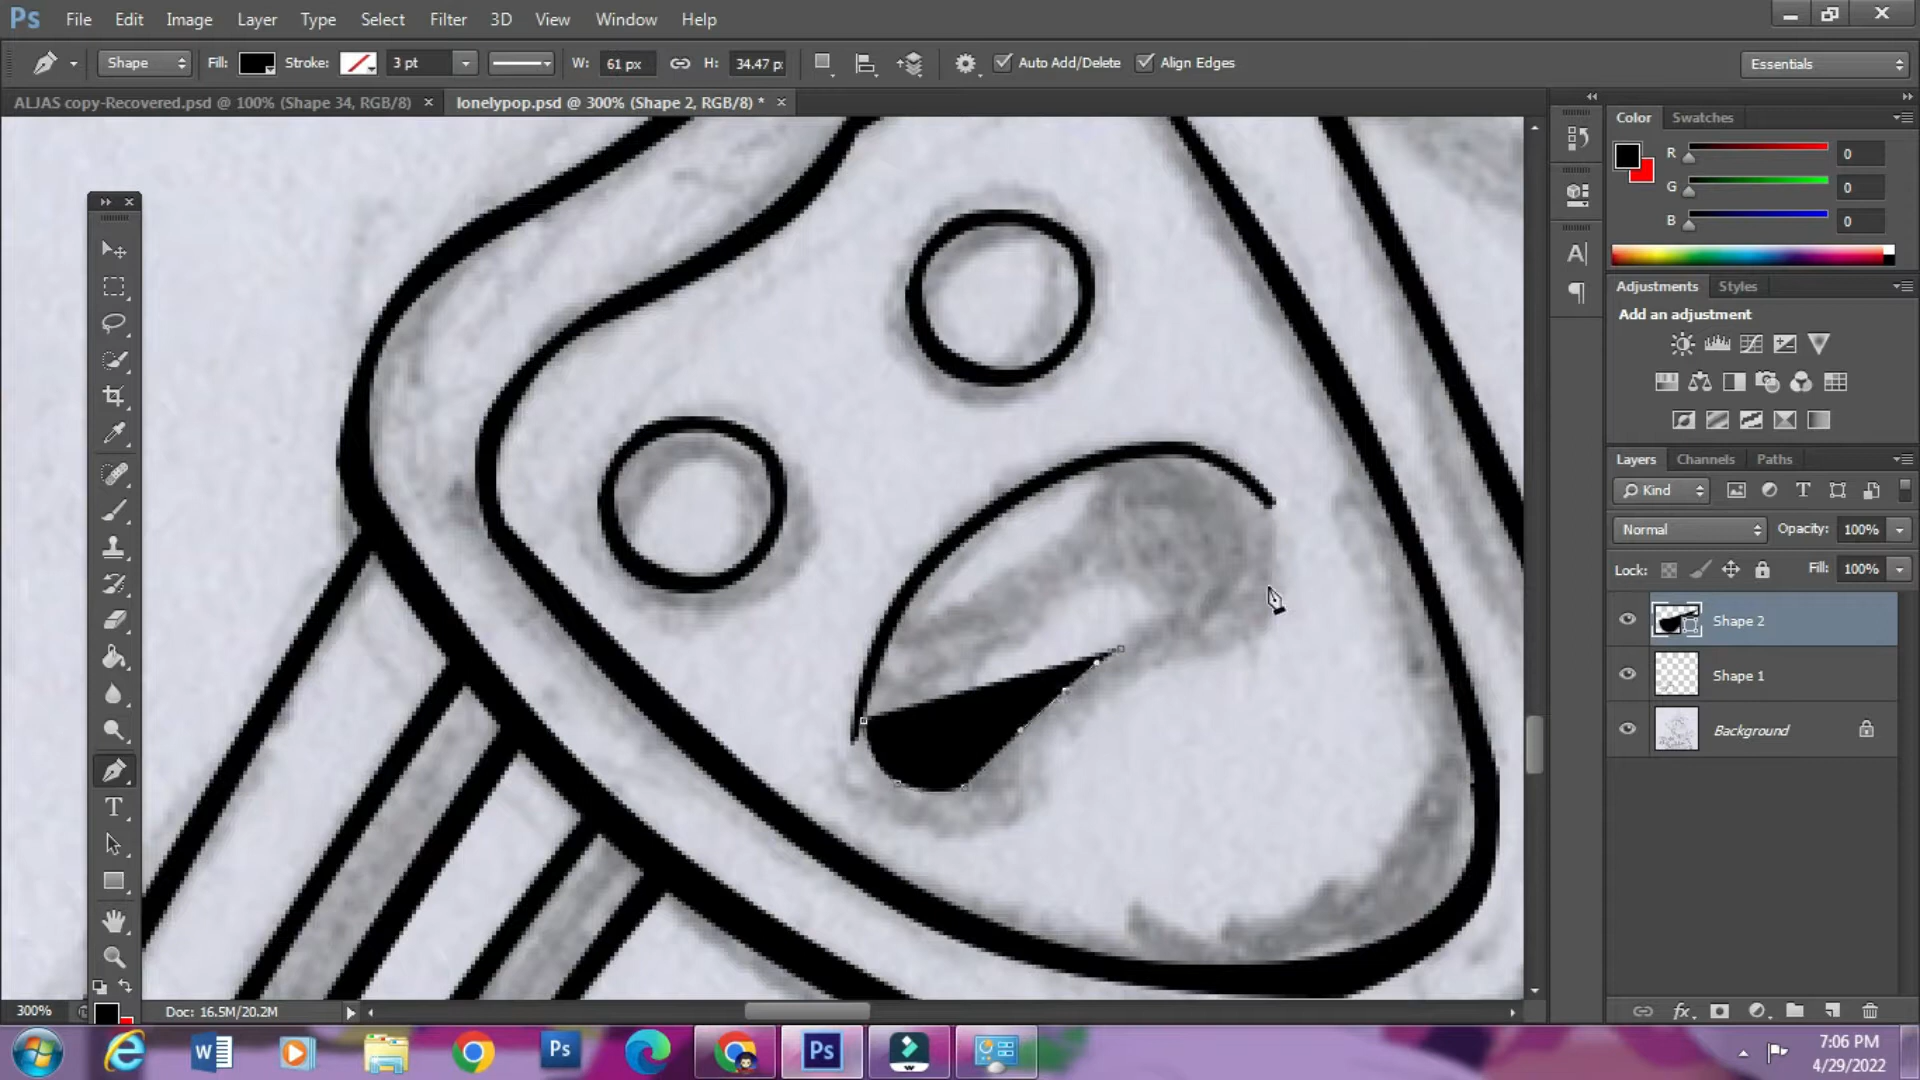 Ps File Edit Image Layer Type Select Filter 3D View Window Help
Shape Fill: Stroke: 3 pt W: 61 px H: 34.47 p Auto Add/Delete Align Edges Essentials
ALJAS copy-Recovered.psd @ 100% (Shape 34, RGB/8) × lonelypop.psd @ 300% (Shape 2, RGB/8) * ×
Color Swatches
R 0
G 0
B 0
Adjustments Styles
Add an adjustment
Layers Channels Paths
Kind
Normal Opacity: 100%
Lock: Fill: 100%
Shape 2
Shape 1
Background
300% Doc: 16.5M/20.2M
7:06 PM
4/29/2022